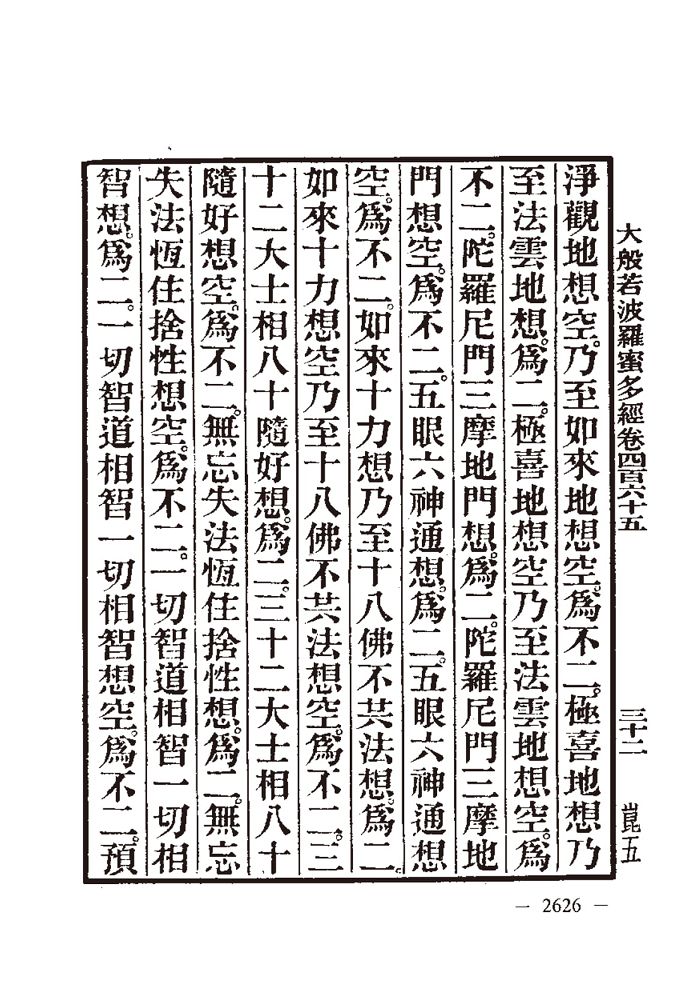 大般若波羅蜜多經卷四百六十五 三十二 崑五
淨觀地想空。乃至如來地想空。爲不二。極喜地想乃
至法雲地想。爲二。極喜地想空乃至法雲地想空。爲
不二。陀羅尼門三摩地門想。爲二。陀羅尼門三摩地
門想空。爲不二。五眼六神通想。爲二。五眼六神通想
空。爲不二。如來十力想乃至十八佛不共法想。爲二。
如來十力想空乃至十八佛不共法想空。爲不二。三
十二大士相八十隨好想。爲二。三十二大士相八十
隨好想空。爲不二。無忘失法恆住捨性想。爲二。無忘
失法恆住捨性想空。爲不二。一切智道相智一切相
智想。爲二。一切智道相智一切相智想空。爲不二。預
— 2626 —